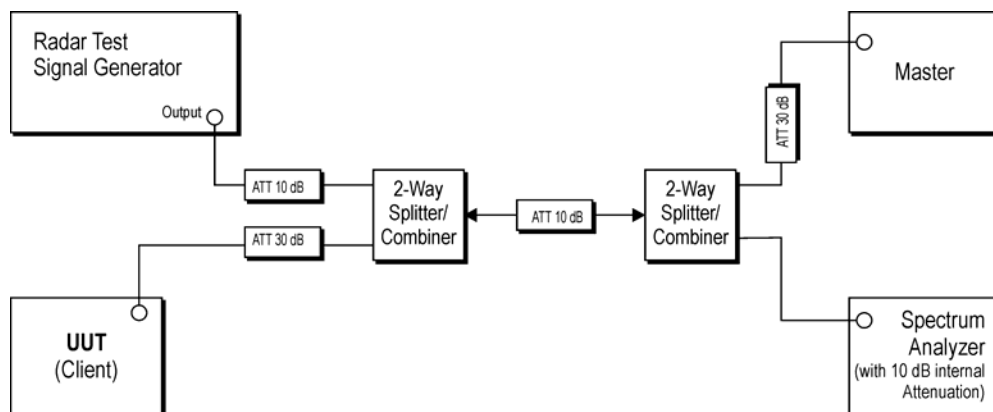 Radar Test
Signal Generator
Output
ATT 10 dB
ATT 30 dB
2-Way
Splitter/
Combiner
ATT 10 dB
2-Way
Splitter/
Combiner
ATT 30 dB
Master
UUT
(Client)
Spectrum
Analyzer
(with 10 dB internal
Attenuation)